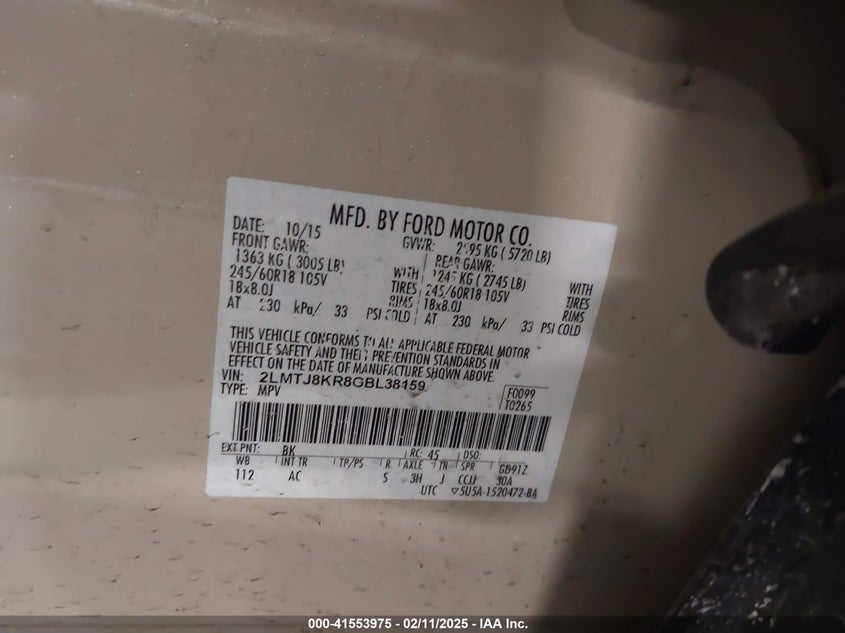 MFD. BY FORD MOTOR CO.
DATE: 10/15 GVWR: KG ( 5720 LB)
FRONT GAWR: REAR GAWR:
1363 KG ( 3005 LB) WITH KG ( 2745 LB) WITH
245/60R18 105V TIRES 245/60R18 105V TIRES
18x8.0J RIMS 18x8.0J RIMS
AT 230 kPa/ 33 PSI COLD AT 230 kPa/ 33 PSI COLD
THIS VEHICLE CONFORMS TO ALL APPLICABLE FEDERAL MOTOR
VEHICLE SAFETY AND THEFT PREVENTION STANDARDS IN
EFFECT ON THE DATE OF MANUFACTURE SHOWN ABOVE.
VIN: 2LMTJ8KR8GBL38159
TYPE: MPV
F0099
T0265
EXT PNT: BK RC: 45 DSO:
WB INT TR TP/PS R AXLE TR SPR GB91Z
112 AC S 3H J CCJJ 30A
UTC ▽5U5A-1520472-BA
000-41553975 - 02/11/2025 - IAA Inc.